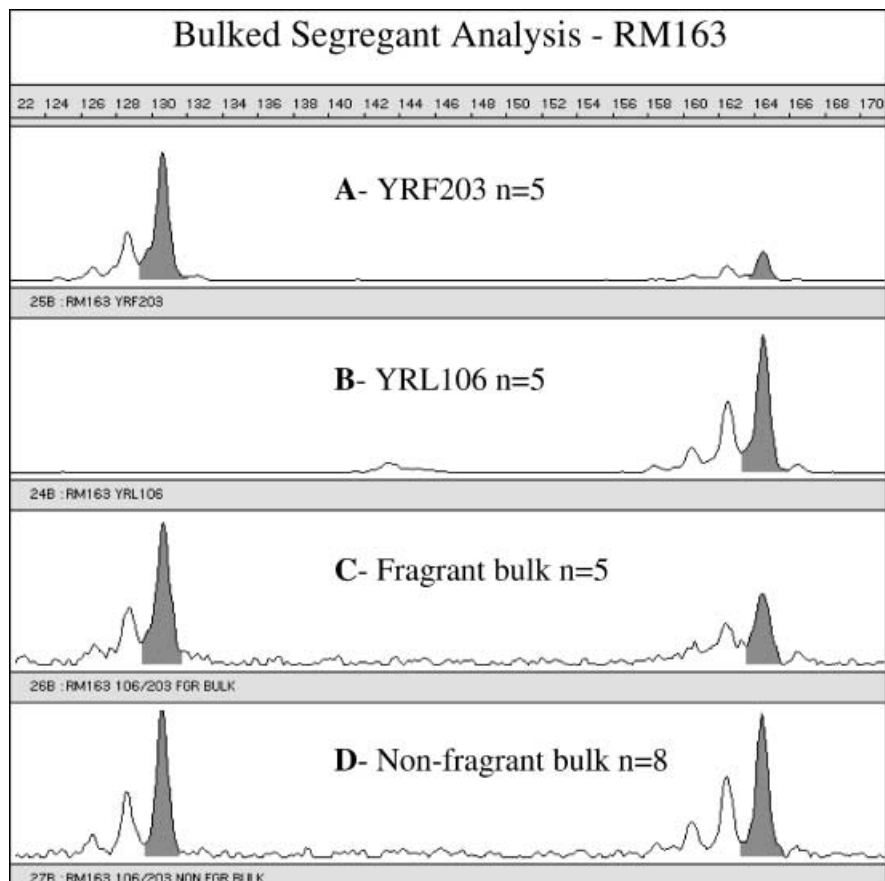 Bulked Segregant Analysis - RM163
22 124 126 128 130 132 134 136 138 140 142 144 146 148 150 152 154 156 158 160 162 164 166 168 170
A- YRF203 n=5
25B : RM163 YRF203
B- YRL106 n=5
24B : RM163 YRL106
C- Fragrant bulk n=5
26B : RM163 106/203 FGR BULK
D- Non-fragrant bulk n=8
27B : RM163 106/203 NON FGR BULK